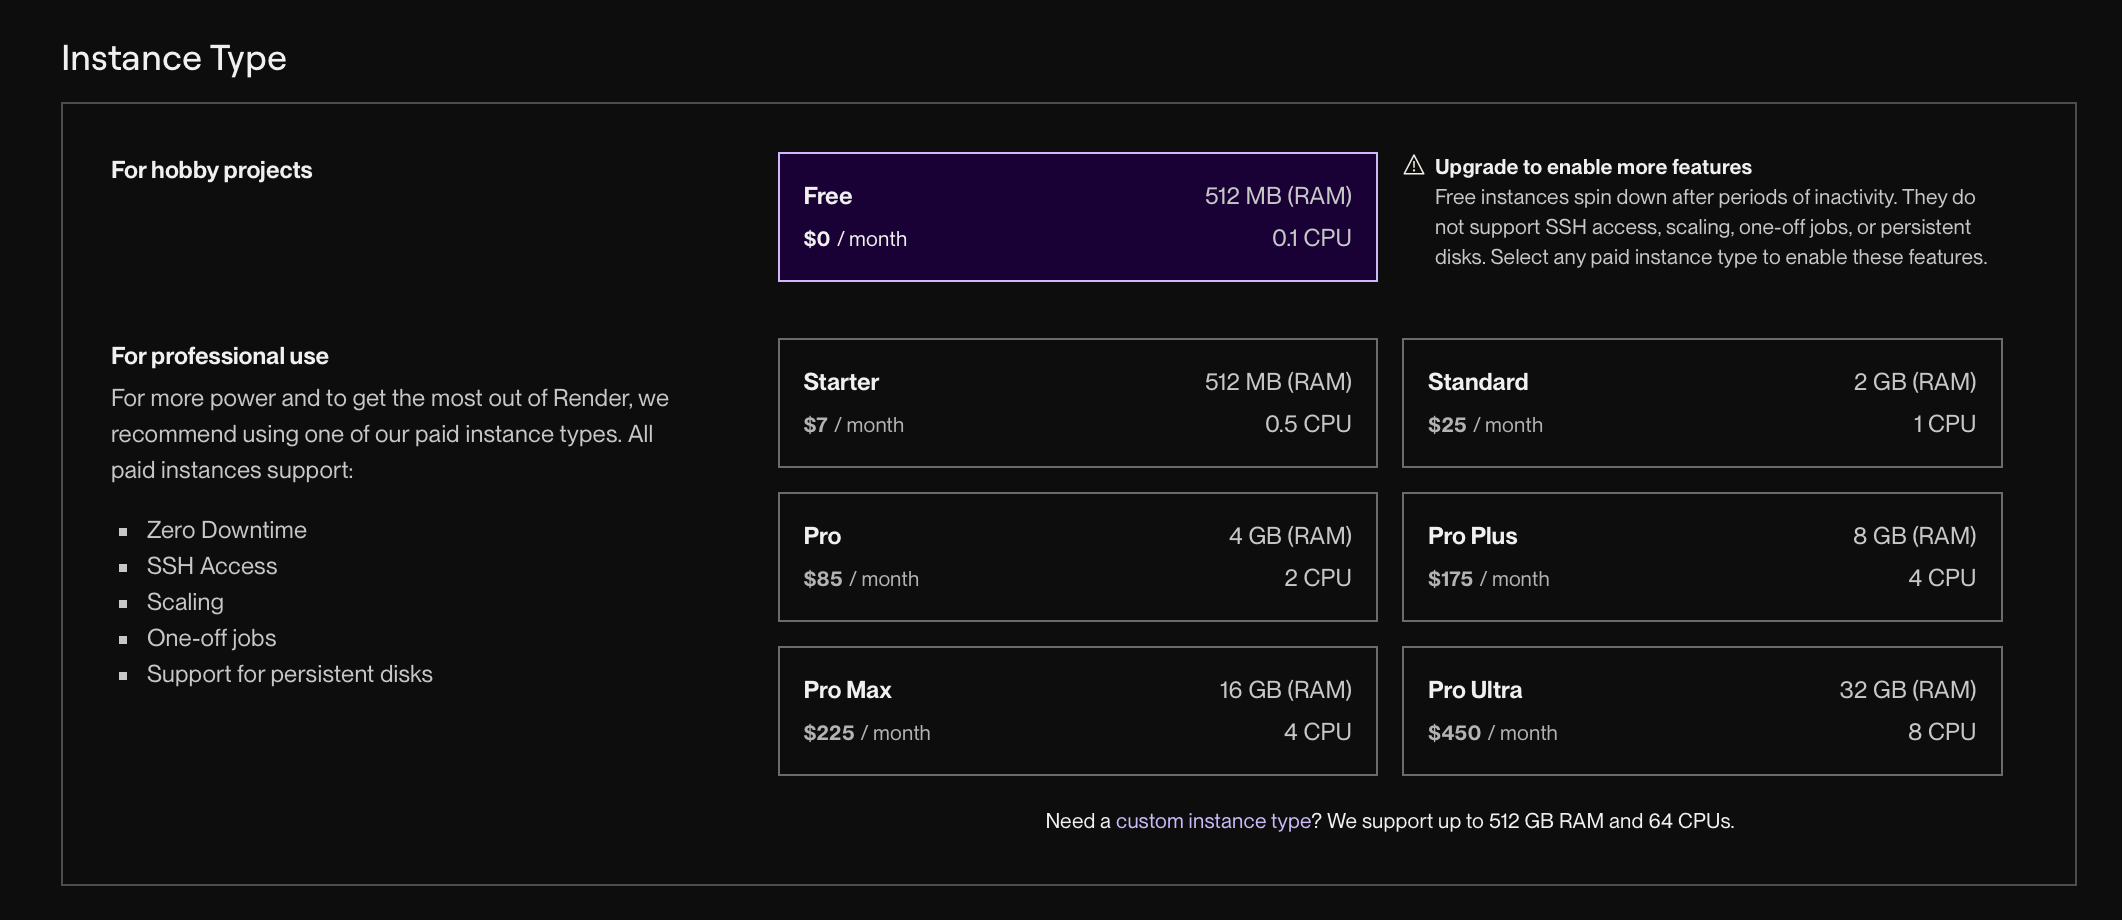 Instance Type
For hobby projects
Free
512 MB (RAM)
$0 / month
0.1 CPU
Upgrade to enable more features
Free instances spin down after periods of inactivity. They do
not support SSH access, scaling, one-off jobs, or persistent
disks. Select any paid instance type to enable these features.
For professional use
For more power and to get the most out of Render, we
recommend using one of our paid instance types. All
paid instances support:
Zero Downtime
SSH Access
Scaling
One-off jobs
Support for persistent disks
Starter
512 MB (RAM)
$7 / month
0.5 CPU
Standard
2 GB (RAM)
$25 / month
1 CPU
Pro
4 GB (RAM)
$85 / month
2 CPU
Pro Plus
8 GB (RAM)
$175 / month
4 CPU
Pro Max
16 GB (RAM)
$225 / month
4 CPU
Pro Ultra
32 GB (RAM)
$450 / month
8 CPU
Need a custom instance type? We support up to 512 GB RAM and 64 CPUs.